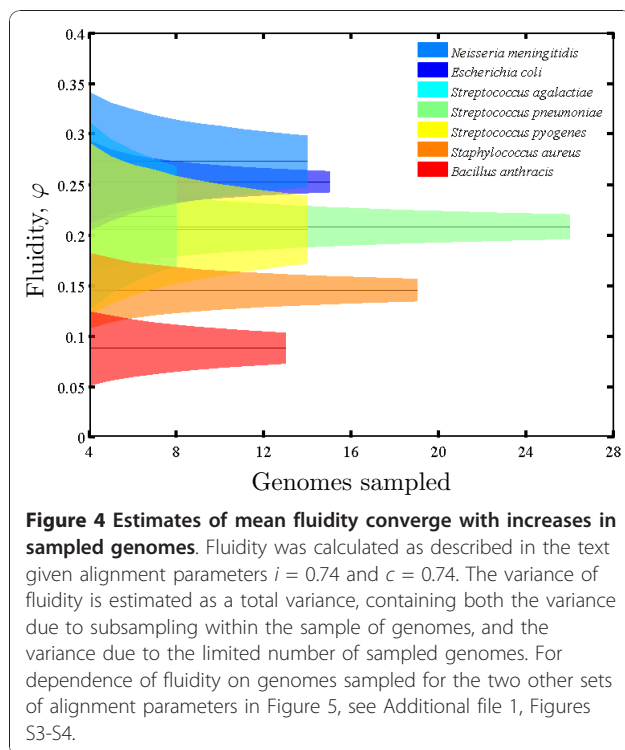 0.4
0.35
0.3
0.25
0.2
0.15
0.1
0.05
0
Fluidity, φ
Neisseria meningitidis
Escherichia coli
Streptococcus agalactiae
Streptococcus pneumoniae
Streptococcus pyogenes
Staphylococcus aureus
Bacillus anthracis
4 8 12 16 20 24 28
Genomes sampled
Figure 4 Estimates of mean fluidity converge with increases in
sampled genomes. Fluidity was calculated as described in the text
given alignment parameters i = 0.74 and c = 0.74. The variance of
fluidity is estimated as a total variance, containing both the variance
due to subsampling within the sample of genomes, and the
variance due to the limited number of sampled genomes. For
dependence of fluidity on genomes sampled for the two other sets
of alignment parameters in Figure 5, see Additional file 1, Figures
S3-S4.